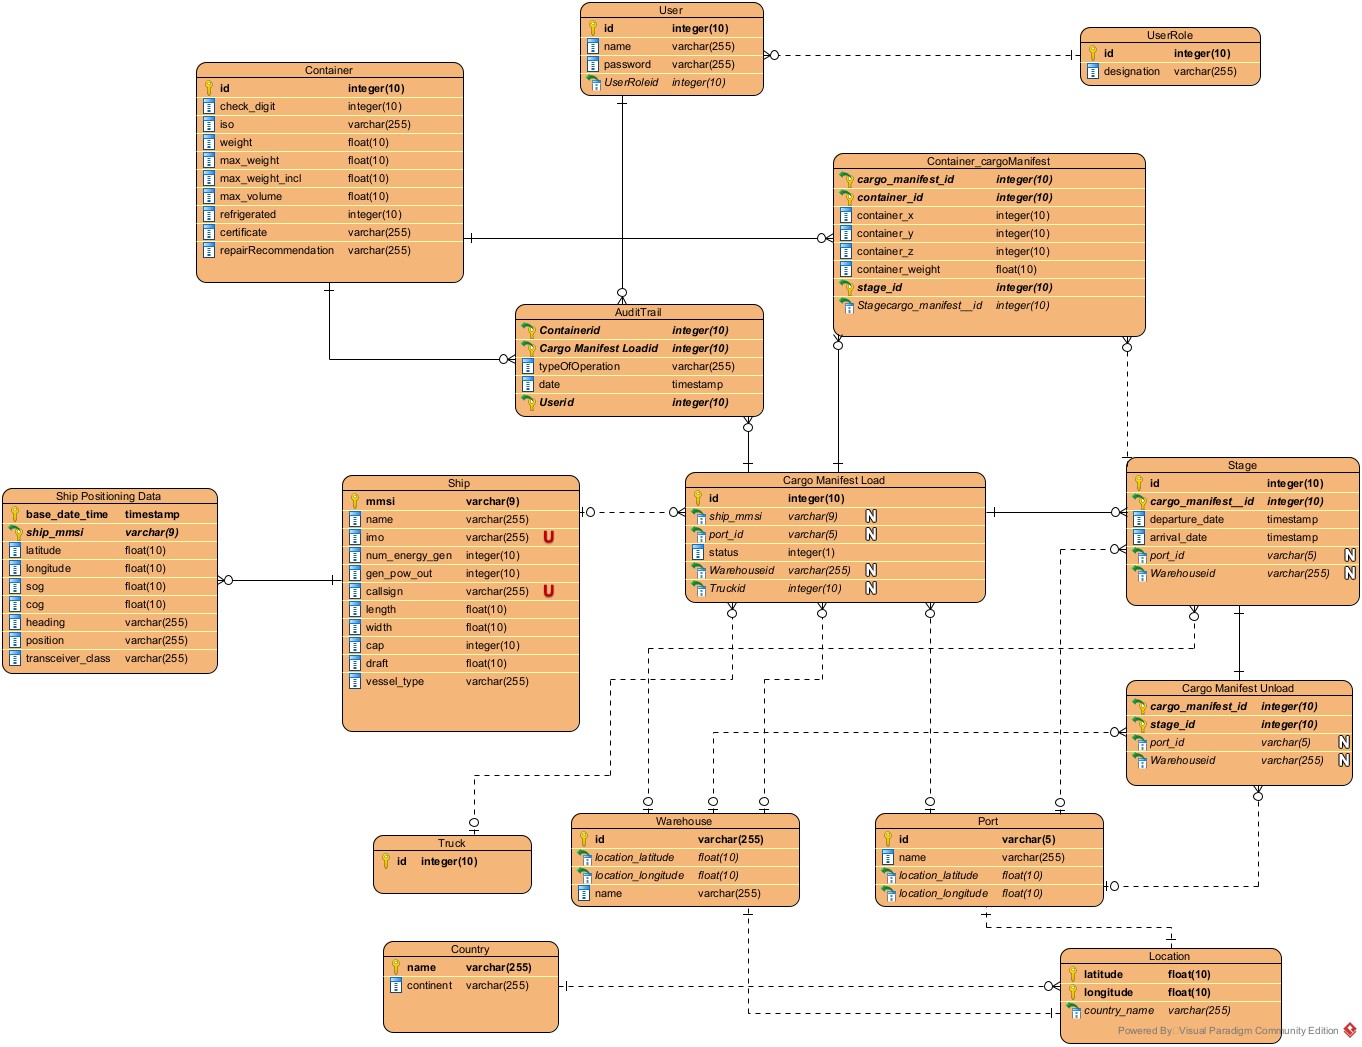 User
id integer(10)
name varchar(255)
password varchar(255)
UserRoleid integer(10)
UserRole
id integer(10)
designation varchar(255)
Container
id integer(10)
check_digit integer(10)
iso varchar(255)
weight float(10)
max_weight float(10)
max_weight_incl float(10)
max_volume float(10)
refrigerated integer(10)
certificate varchar(255)
repairRecommendation varchar(255)
Container_cargoManifest
cargo_manifest_id integer(10)
container_id integer(10)
container_x integer(10)
container_y integer(10)
container_z integer(10)
container_weight float(10)
stage_id integer(10)
Stagecargo_manifest__id integer(10)
AuditTrail
Containerid integer(10)
Cargo Manifest Loadid integer(10)
typeOfOperation varchar(255)
date timestamp
Userid integer(10)
Ship Positioning Data
base_date_time timestamp
ship_mmsi varchar(9)
latitude float(10)
longitude float(10)
sog float(10)
cog float(10)
heading varchar(255)
position varchar(255)
transceiver_class varchar(255)
Ship
mmsi varchar(9)
name varchar(255)
imo varchar(255) U
num_energy_gen integer(10)
gen_pow_out integer(10)
callsign varchar(255) U
length float(10)
width float(10)
cap integer(10)
draft float(10)
vessel_type varchar(255)
Cargo Manifest Load
id integer(10)
ship_mmsi varchar(9) N
port_id varchar(5) N
status integer(1)
Warehouseid varchar(255) N
Truckid integer(10) N
Stage
id integer(10)
cargo_manifest__id integer(10)
departure_date timestamp
arrival_date timestamp
port_id varchar(5) N
Warehouseid varchar(255) N
Cargo Manifest Unload
cargo_manifest_id integer(10)
stage_id integer(10)
port_id varchar(5) N
Warehouseid varchar(255) N
Truck
id integer(10)
Warehouse
id varchar(255)
location_latitude float(10)
location_longitude float(10)
name varchar(255)
Port
id varchar(5)
name varchar(255)
location_latitude float(10)
location_longitude float(10)
Country
name varchar(255)
continent varchar(255)
Location
latitude float(10)
longitude float(10)
country_name varchar(255)
Powered By Visual Paradigm Community Edition